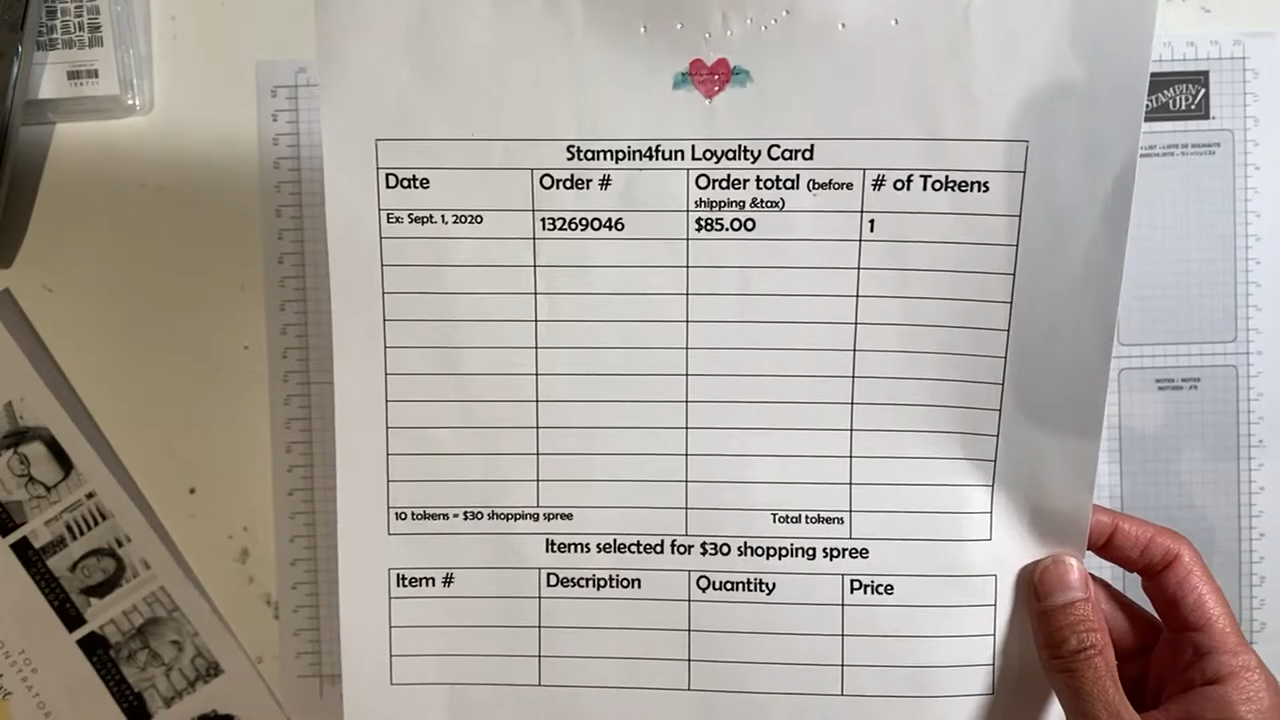 STAMPIN' UP!
Stampin4fun Loyalty Card
Date Order # Order total (before shipping &tax) # of Tokens
Ex: Sept. 1, 2020 13269046 $85.00 1
10 tokens = $30 shopping spree Total tokens
Items selected for $30 shopping spree
Item # Description Quantity Price
TOP